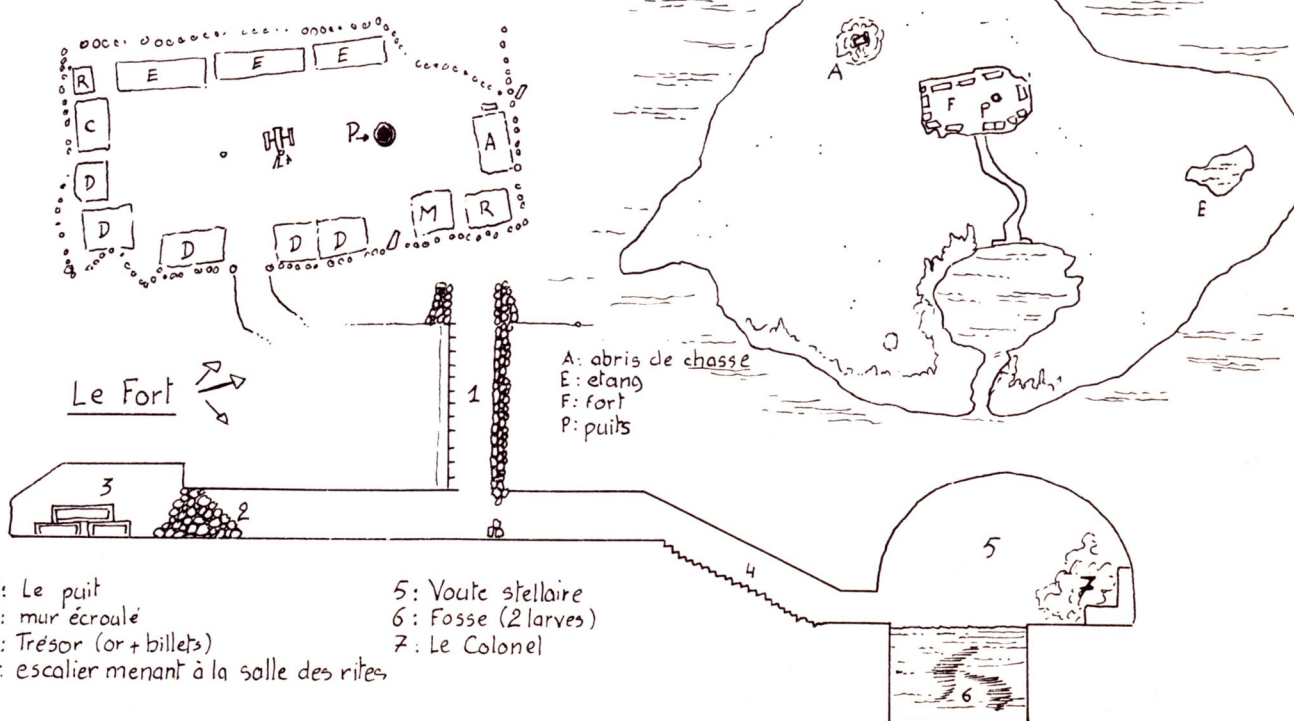 R
E
E
E
C
D
D
D
D
D
P→
A
M
R
Le Fort
A
F
P
E
A: abris de chasse
E: etang
F: fort
P: puits
1
2
3
4
5
6
7
: Le puit
: mur écroulé
: Trésor (or + billets)
: escalier menant à la salle des rites
5: Voute stellaire
6: Fosse (2 larves)
7: Le Colonel